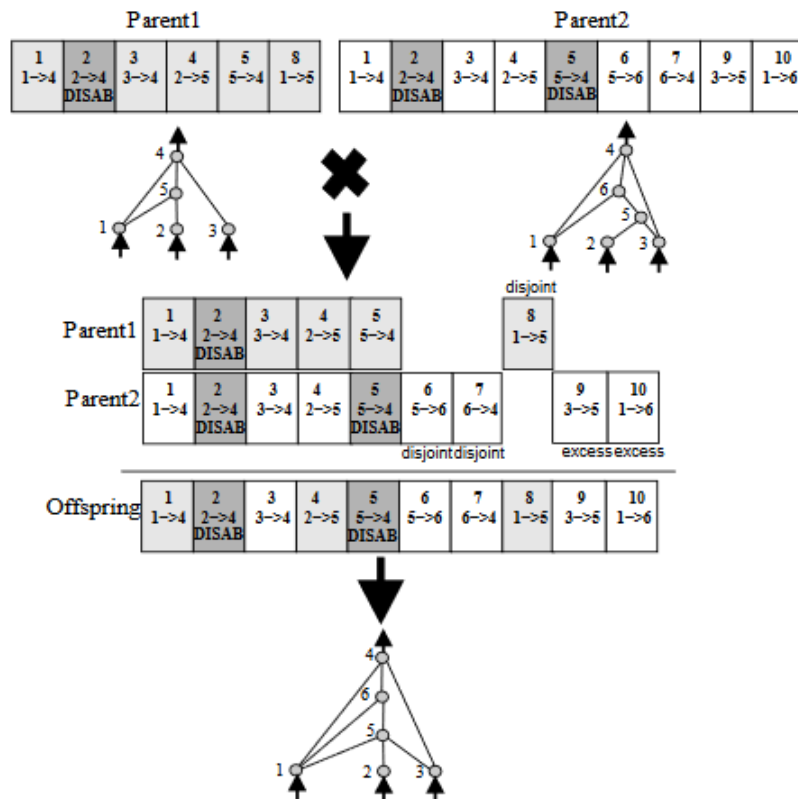 Parent1 Parent2
1 2 3 4 5 8 1 2 3 4 5 6 7 9 10
1->4 2->4 3->4 2->5 5->4 1->5 1->4 2->4 3->4 2->5 5->4 5->6 6->4 3->5 1->6
DISAB DISAB DISAB
4 4
5 6
5
1 2 3 1 2 3
disjoint
Parent1 1 2 3 4 5 8
1->4 2->4 3->4 2->5 5->4 1->5
DISAB
Parent2 1 2 3 4 5 6 7 9 10
1->4 2->4 3->4 2->5 5->4 5->6 6->4 3->5 1->6
DISAB DISAB
disjoint disjoint excess excess
Offspring 1 2 3 4 5 6 7 8 9 10
1->4 2->4 3->4 2->5 5->4 5->6 6->4 1->5 3->5 1->6
DISAB DISAB
4
6
5
1 2 3